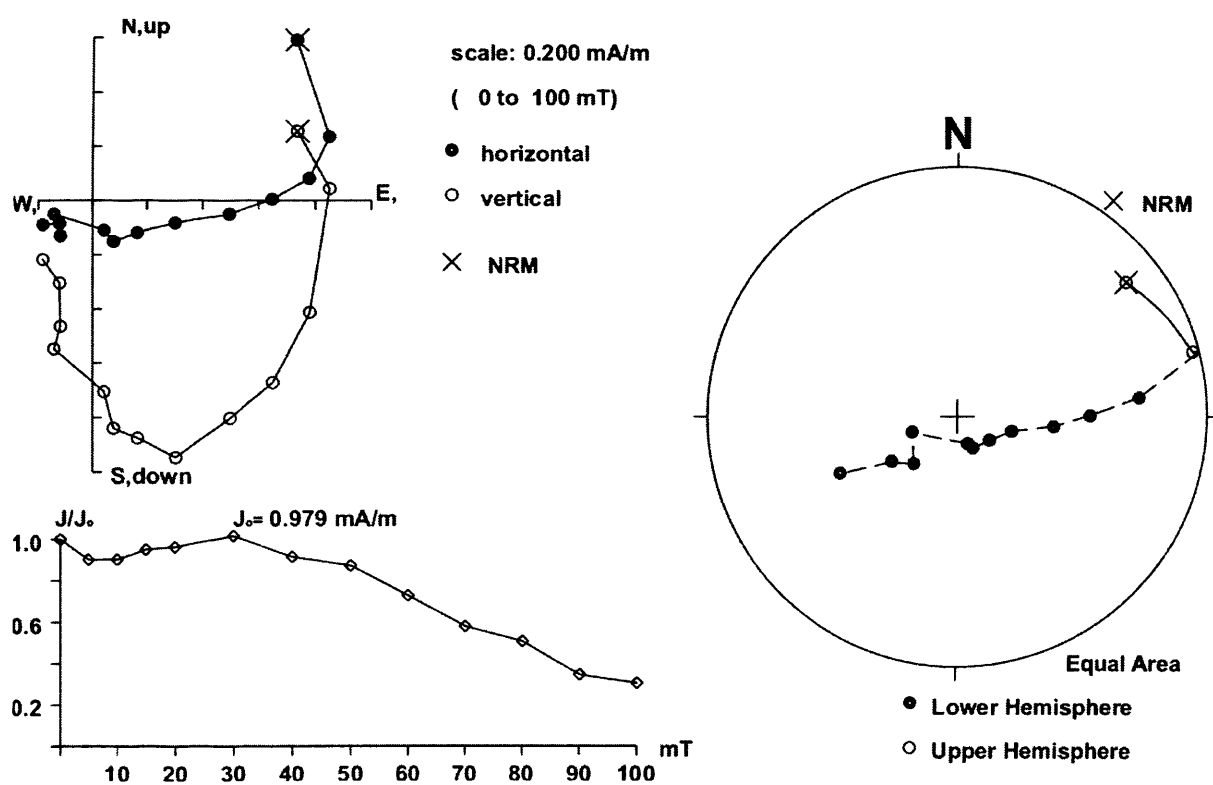 N,up
scale: 0.200 mA/m
( 0 to 100 mT)
horizontal
vertical
W,
E,
NRM
S,down
N
NRM
Equal Area
Lower Hemisphere
Upper Hemisphere
J/J₀
J₀= 0.979 mA/m
1.0
0.6
0.2
mT
10 20 30 40 50 60 70 80 90 100